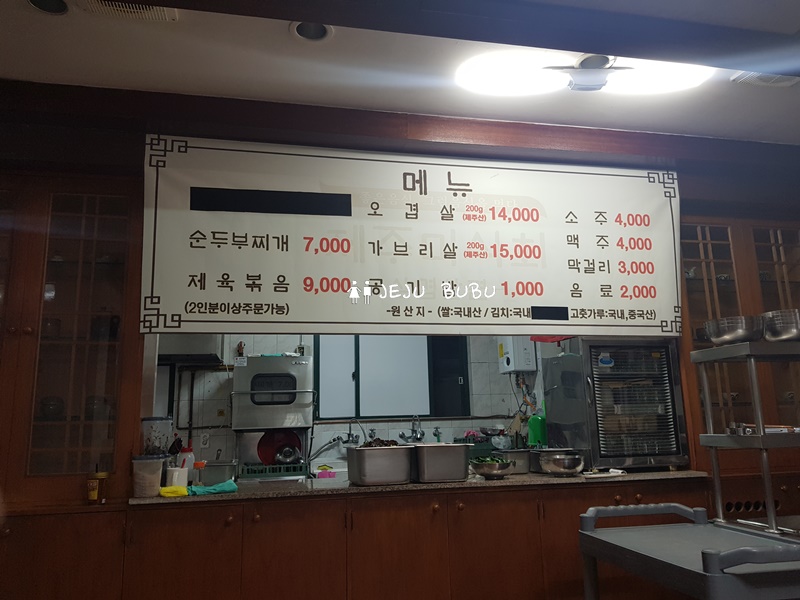 메뉴
오겹살 200g (제주산) 14,000
소주 4,000
순두부찌개 7,000
가브리살 200g (제주산) 15,000
맥주 4,000
막걸리 3,000
제육볶음 9,000
공기밥 1,000
음료 2,000
(2인분이상주문가능)
-원산지- (쌀:국내산 / 김치:국내 고춧가루:국내,중국산)
JEJU BUBU